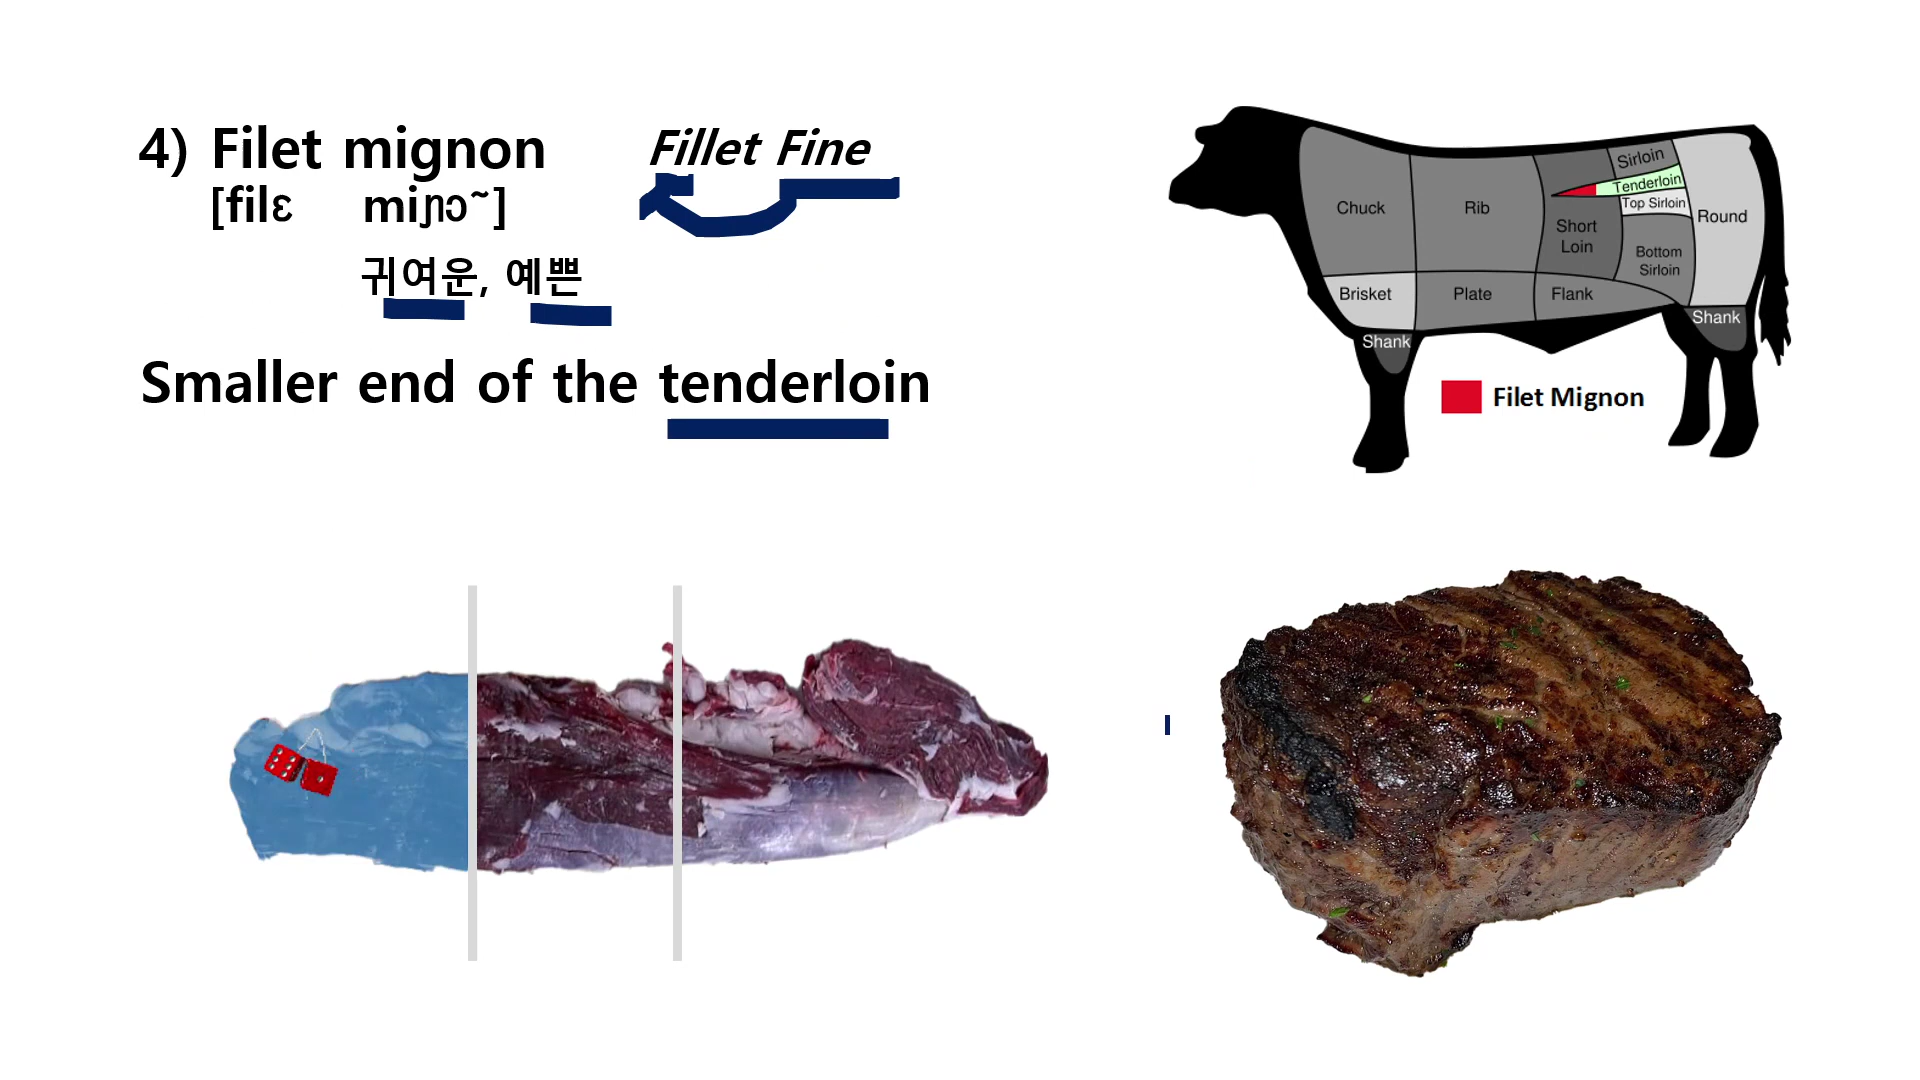 4) Filet mignon
Fillet Fine
[filɛ miɲɔ˜]
귀여운, 예쁜
Smaller end of the tenderloin
Chuck
Rib
Short
Loin
Sirloin
Tenderloin
Top Sirloin
Bottom
Sirloin
Round
Brisket
Plate
Flank
Shank
Shank
Filet Mignon